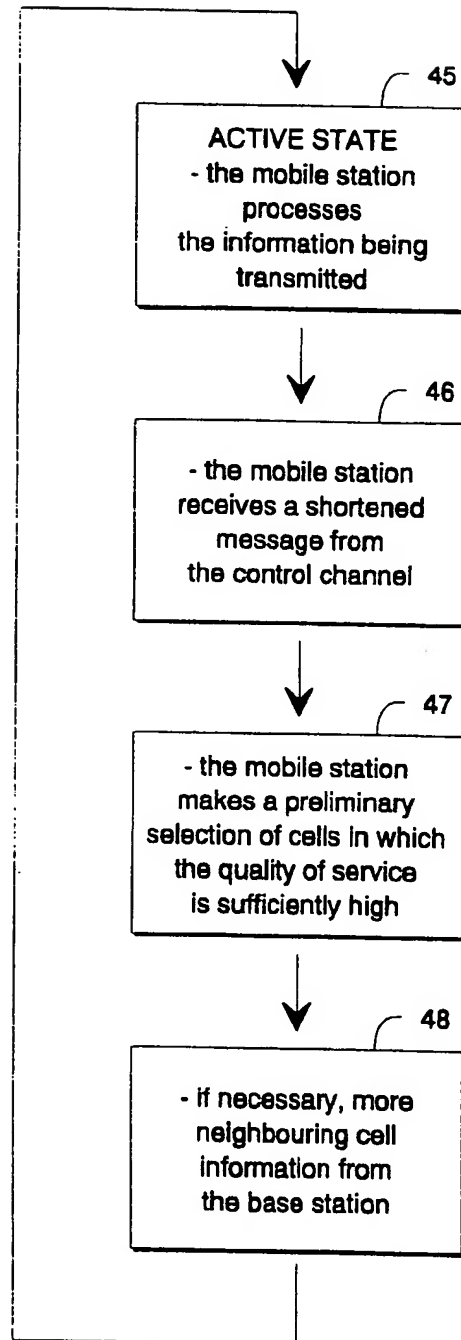 45
ACTIVE STATE
- the mobile station
processes
the information being
transmitted
46
- the mobile station
receives a shortened
message from
the control channel
47
- the mobile station
makes a preliminary
selection of cells in which
the quality of service
is sufficiently high
48
- if necessary, more
neighbouring cell
information from
the base station